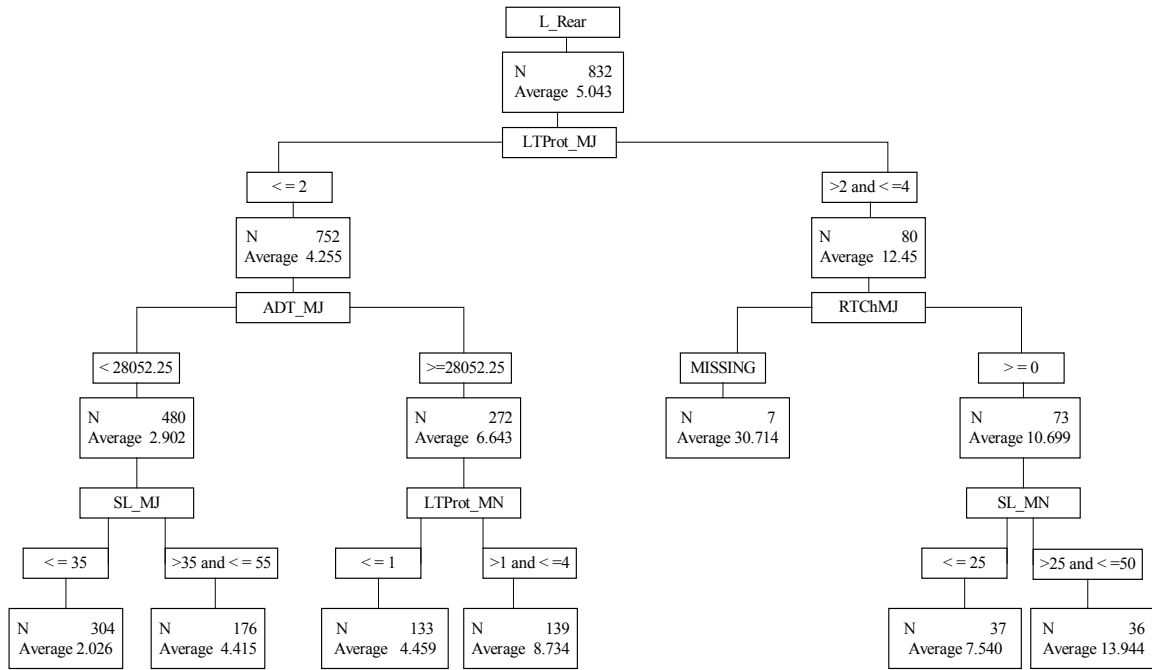 L_Rear
N 832
Average 5.043
LTProt_MJ
< = 2
>2 and < =4
N 752
Average 4.255
N 80
Average 12.45
ADT_MJ
RTChMJ
< 28052.25
>=28052.25
MISSING
> = 0
N 480
Average 2.902
N 272
Average 6.643
N 7
Average 30.714
N 73
Average 10.699
SL_MJ
LTProt_MN
SL_MN
< = 35
>35 and < = 55
< = 1
>1 and < =4
< = 25
>25 and < =50
N 304
Average 2.026
N 176
Average 4.415
N 133
Average 4.459
N 139
Average 8.734
N 37
Average 7.540
N 36
Average 13.944